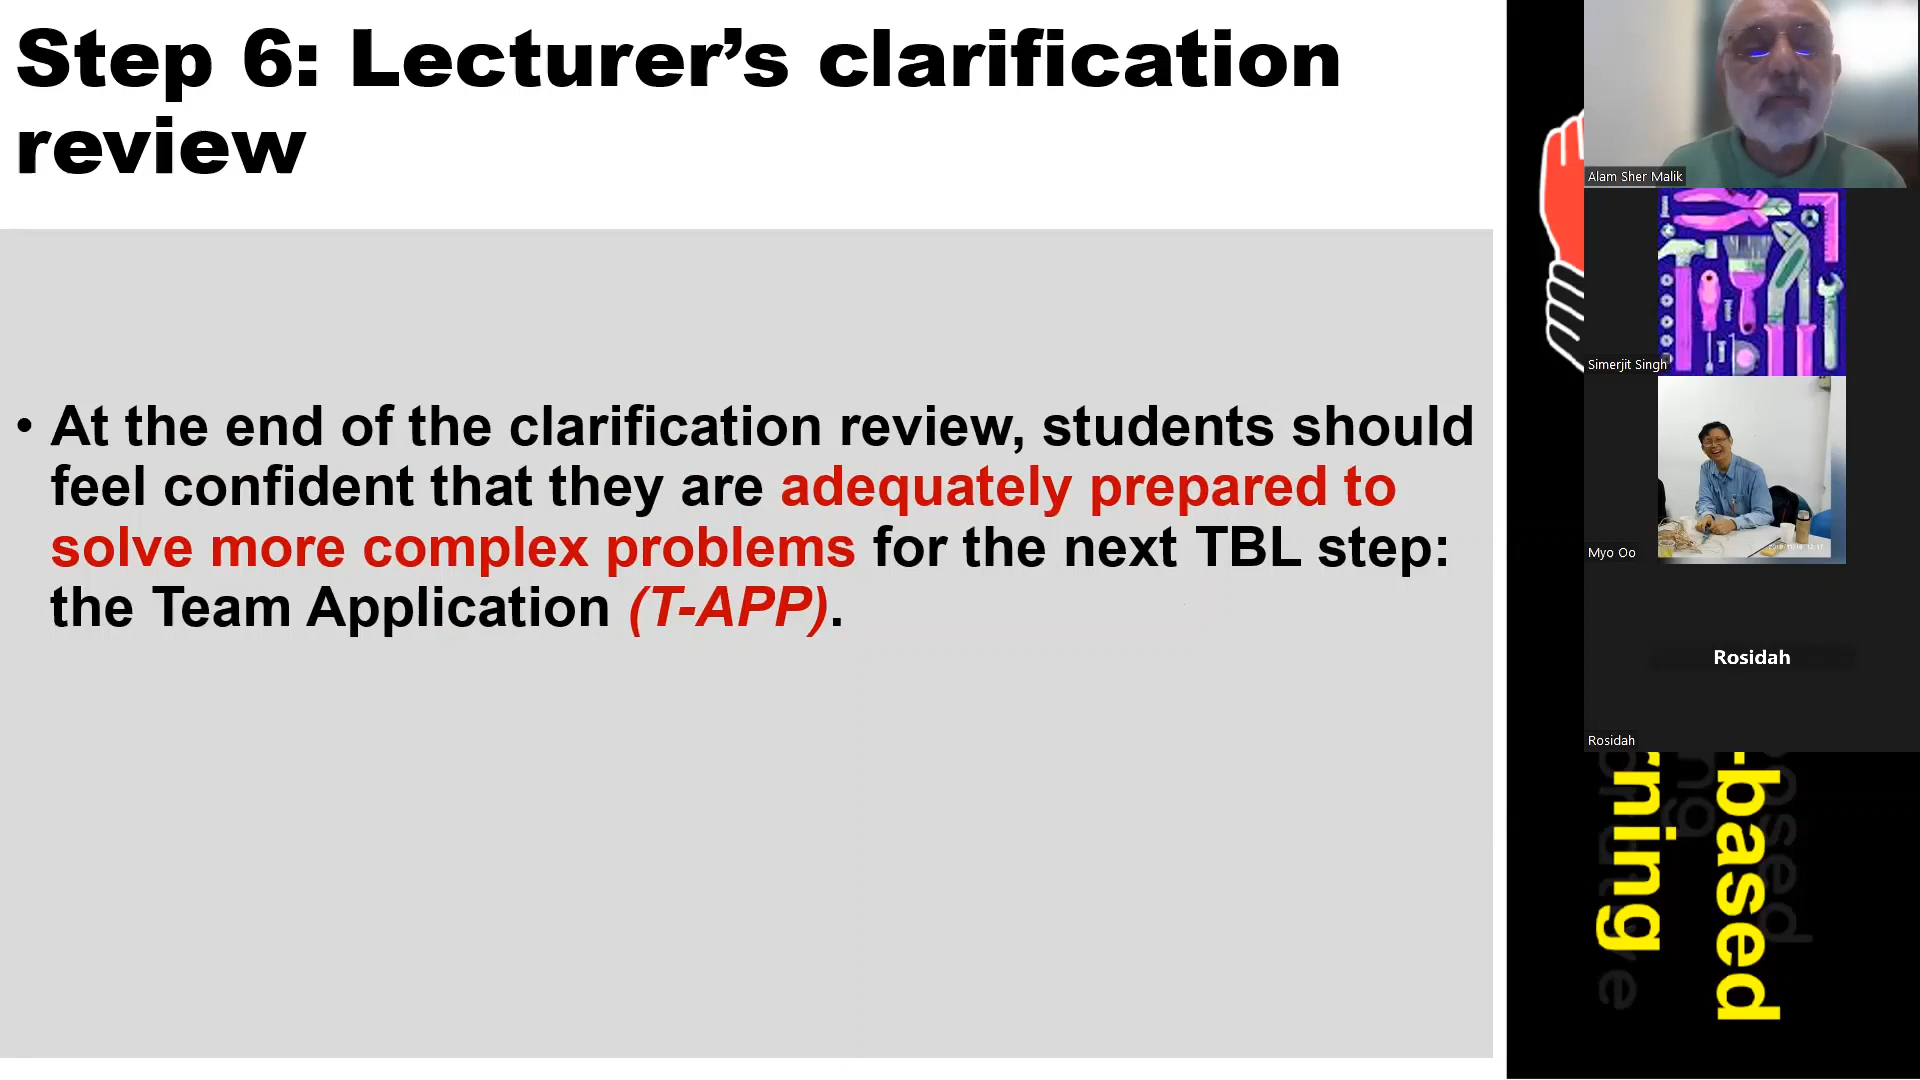 Step 6: Lecturer’s clarification
review
• At the end of the clarification review, students should
feel confident that they are adequately prepared to
solve more complex problems for the next TBL step:
the Team Application (T-APP).
Alam Sher Malik
Simerjit Singh
Myo Oo
Rosidah
Rosidah
-based
rning